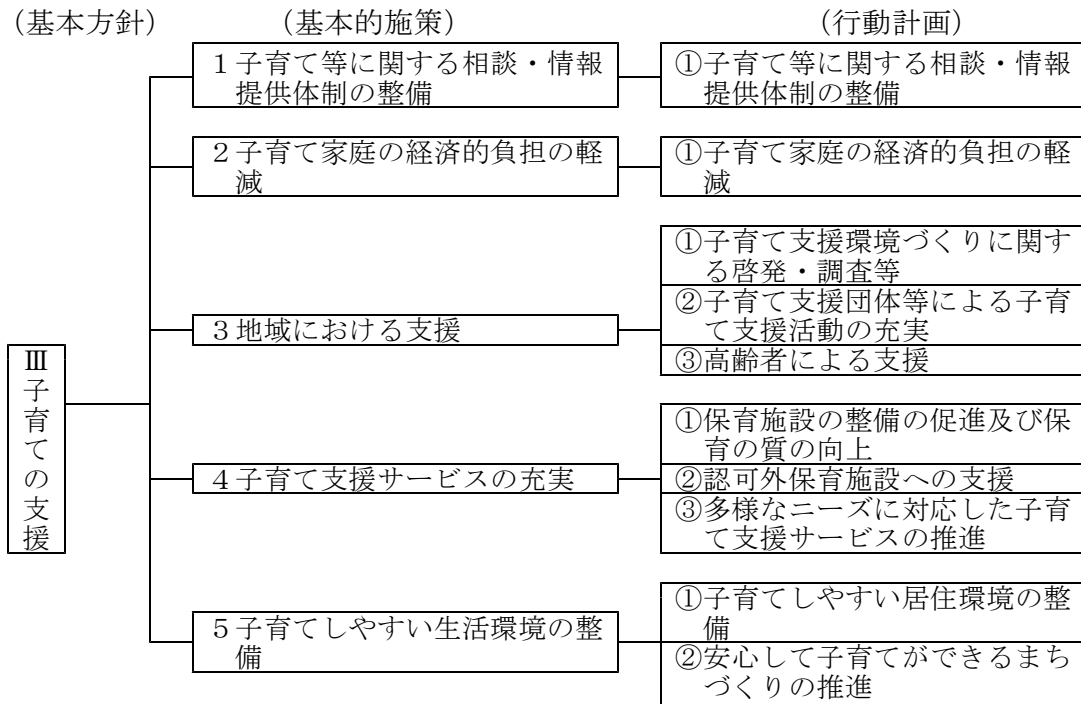 (基本方針) (基本的施策) (行動計画)
Ⅲ子育ての支援
1子育て等に関する相談・情報
提供体制の整備
①子育て等に関する相談・情報
提供体制の整備
2子育て家庭の経済的負担の軽
減
①子育て家庭の経済的負担の軽
減
3地域における支援
①子育て支援環境づくりに関す
る啓発・調査等
②子育て支援団体等による子育
て支援活動の充実
③高齢者による支援
4子育て支援サービスの充実
①保育施設の整備の促進及び保
育の質の向上
②認可外保育施設への支援
③多様なニーズに対応した子育
て支援サービスの推進
5子育てしやすい生活環境の整
備
①子育てしやすい居住環境の整
備
②安心して子育てができるまち
づくりの推進